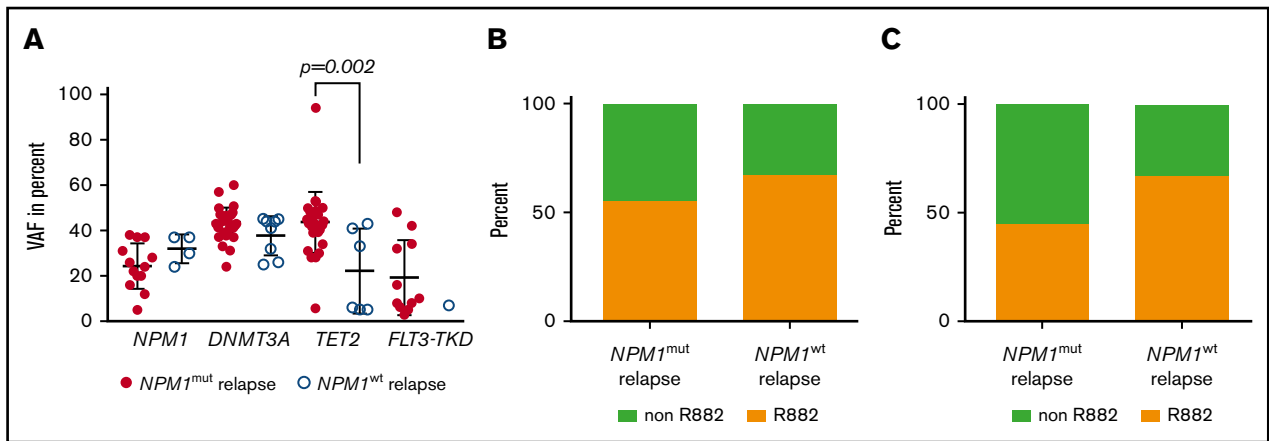 A
VAF in percent
100
80
60
40
20
0
p=0.002
NPM1 DNMT3A TET2 FLT3-TKD
NPM1mut relapse NPM1wt relapse
B
Percent
100
50
0
NPM1mut NPM1wt
relapse relapse
non R882 R882
C
Percent
100
50
0
NPM1mut NPM1wt
relapse relapse
non R882 R882